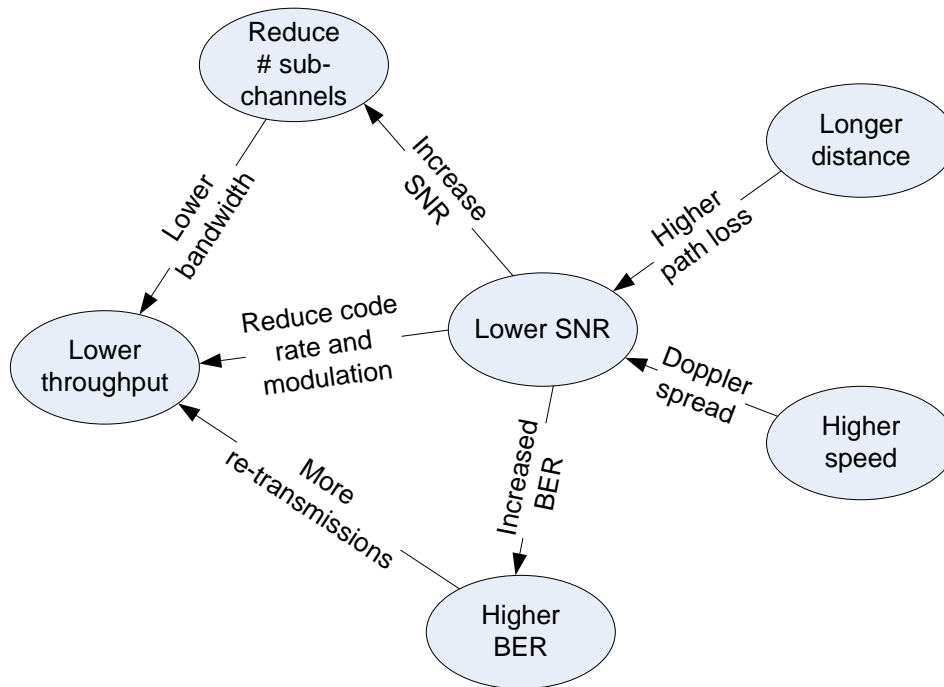 Reduce
# sub-
channels
Longer
distance
Increase
SNR
Higher
path loss
Lower
bandwidth
Lower SNR
Reduce code
rate and
modulation
Lower
throughput
Doppler
spread
Higher
speed
Increased
BER
More
re-transmissions
Higher
BER